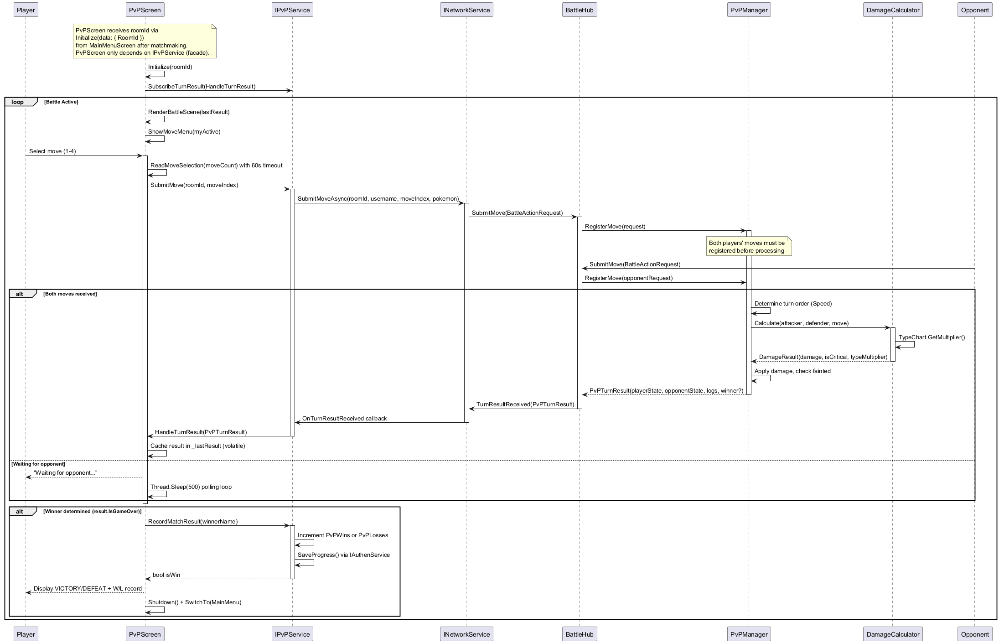 Player
PvPScreen
IPvPService
INetworkService
BattleHub
PvPManager
DamageCalculator
Opponent
PvPScreen receives roomId via
Initialize(data: { RoomId })
from MainMenuScreen after matchmaking.
PvPScreen only depends on IPvPService (facade).
Initialize(roomId)
SubscribeTurnResult(HandleTurnResult)
loop [Battle Active]
RenderBattleScene(lastResult)
ShowMoveMenu(myActive)
Select move (1-4)
ReadMoveSelection(moveCount) with 60s timeout
SubmitMove(roomId, moveIndex)
SubmitMoveAsync(roomId, username, moveIndex, pokemon)
SubmitMove(BattleActionRequest)
RegisterMove(request)
Both players' moves must be
registered before processing
SubmitMove(BattleActionRequest)
RegisterMove(opponentRequest)
alt [Both moves received]
Determine turn order (Speed)
Calculate(attacker, defender, move)
TypeChart.GetMultiplier()
DamageResult(damage, isCritical, typeMultiplier)
Apply damage, check fainted
PvPTurnResult(playerState, opponentState, logs, winner?)
TurnResultReceived(PvPTurnResult)
OnTurnResultReceived callback
HandleTurnResult(PvPTurnResult)
Cache result in _lastResult (volatile)
[Waiting for opponent]
"Waiting for opponent..."
Thread.Sleep(500) polling loop
alt [Winner determined (result.IsGameOver)]
RecordMatchResult(winnerName)
Increment PvPWins or PvPLosses
SaveProgress() via IAuthenService
bool isWin
Display VICTORY/DEFEAT + W/L record
Shutdown() + SwitchTo(MainMenu)
Player
PvPScreen
IPvPService
INetworkService
BattleHub
PvPManager
DamageCalculator
Opponent